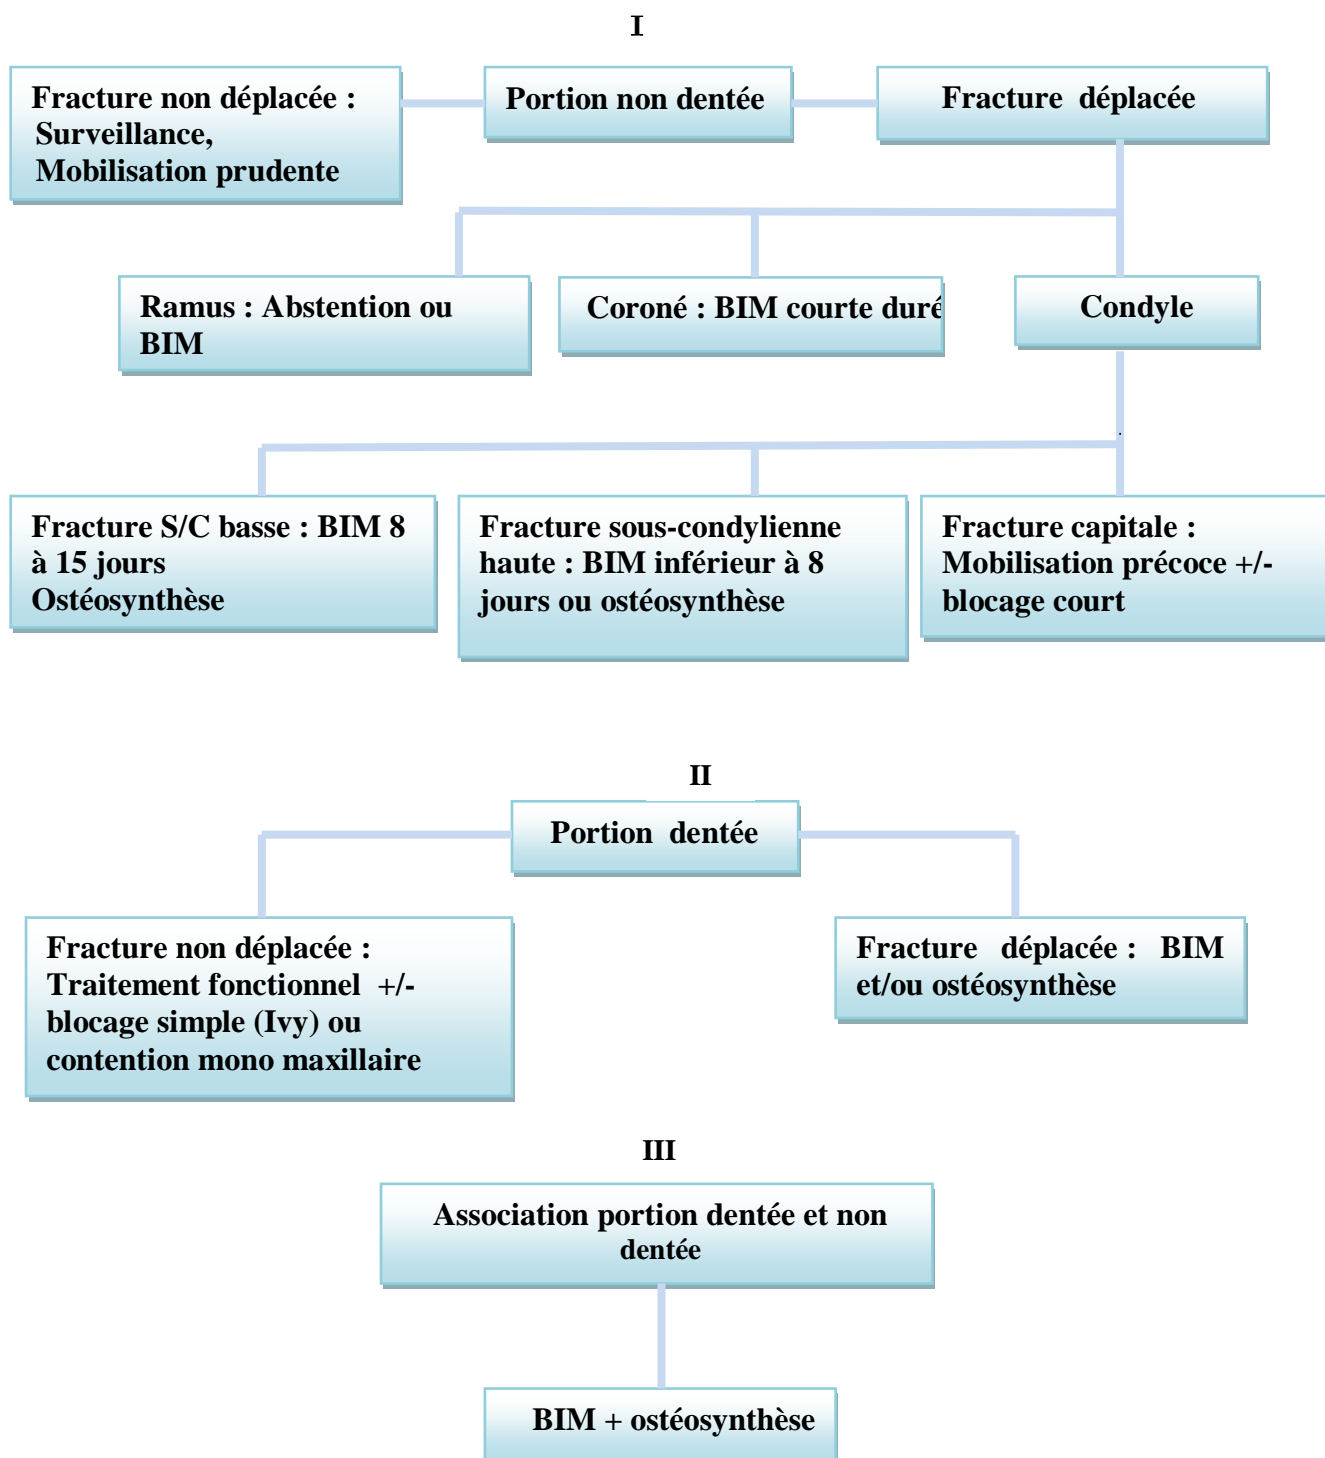 I
Fracture non déplacée :
Surveillance,
Mobilisation prudente
Portion non dentée
Fracture déplacée
Ramus : Abstention ou
BIM
Coroné : BIM courte duré
Condyle
Fracture S/C basse : BIM 8
à 15 jours
Ostéosynthèse
Fracture sous-condylienne
haute : BIM inférieur à 8
jours ou ostéosynthèse
Fracture capitale :
Mobilisation précoce +/-
blocage court
II
Portion dentée
Fracture non déplacée :
Traitement fonctionnel +/-
blocage simple (Ivy) ou
contention mono maxillaire
Fracture déplacée : BIM
et/ou ostéosynthèse
III
Association portion dentée et non
dentée
BIM + ostéosynthèse